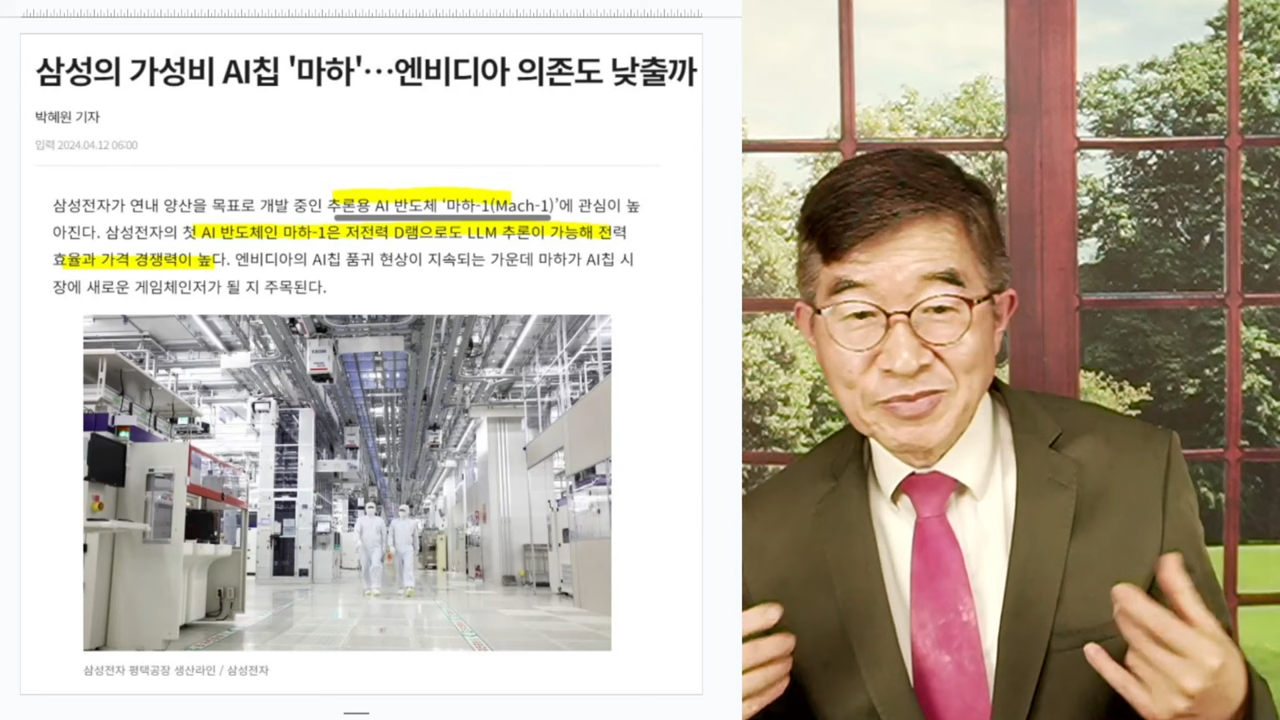 삼성의 가성비 AI칩 '마하'…엔비디아 의존도 낮출까
박혜원 기자
입력 2024.04.12 06:00
삼성전자가 연내 양산을 목표로 개발 중인 추론용 AI 반도체 ‘마하-1(Mach-1)’에 관심이 높
아진다. 삼성전자의 첫 AI 반도체인 마하-1은 저전력 D램으로도 LLM 추론이 가능해 전력
효율과 가격 경쟁력이 높다. 엔비디아의 AI칩 품귀 현상이 지속되는 가운데 마하가 AI칩 시
장에 새로운 게임체인저가 될 지 주목된다.
삼성전자 평택공장 생산라인 / 삼성전자